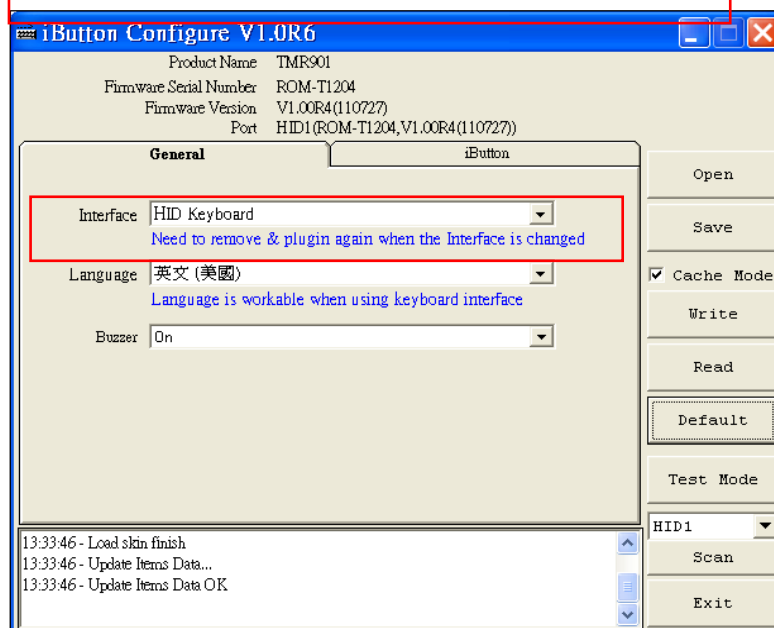 iButton Configure V1.0R6
Product Name TMR901
Firmware Serial Number ROM-T1204
Firmware Version V1.00R4(110727)
Port HID1(ROM-T1204,V1.00R4(110727))
General iButton
Interface HID Keyboard
Need to remove & plugin again when the Interface is changed
Language 英文 (美國)
Language is workable when using keyboard interface
Buzzer On
Open
Save
Cache Mode
Write
Read
Default
Test Mode
HID1
Scan
Exit
13:33:46 - Load skin finish
13:33:46 - Update Items Data...
13:33:46 - Update Items Data OK